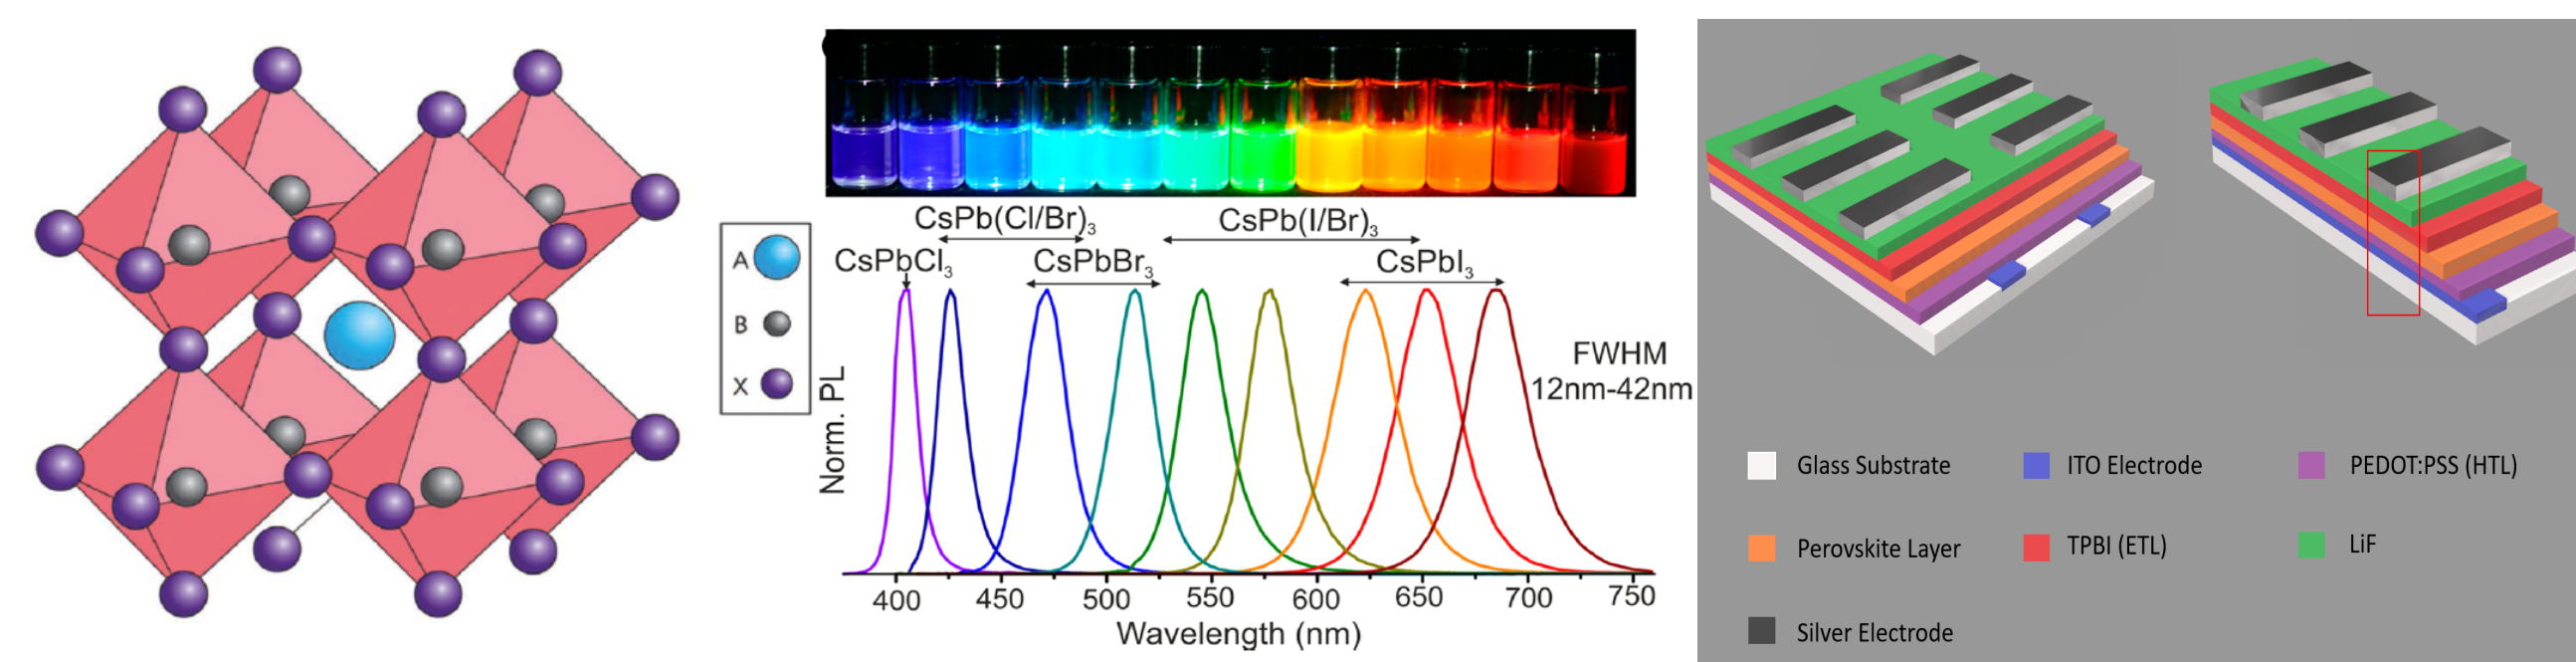 A
B
X
CsPb(Cl/Br)₃
CsPb(I/Br)₃
CsPbCl₃
CsPbBr₃
CsPbI₃
FWHM
12nm-42nm
Norm. PL
400 450 500 550 600 650 700 750
Wavelength (nm)
Glass Substrate
ITO Electrode
PEDOT:PSS (HTL)
Perovskite Layer
TPBI (ETL)
LiF
Silver Electrode